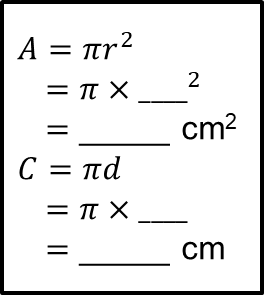 A = πr²
= π × ___²
= ______ cm²
C = πd
= π × ___
= ______ cm